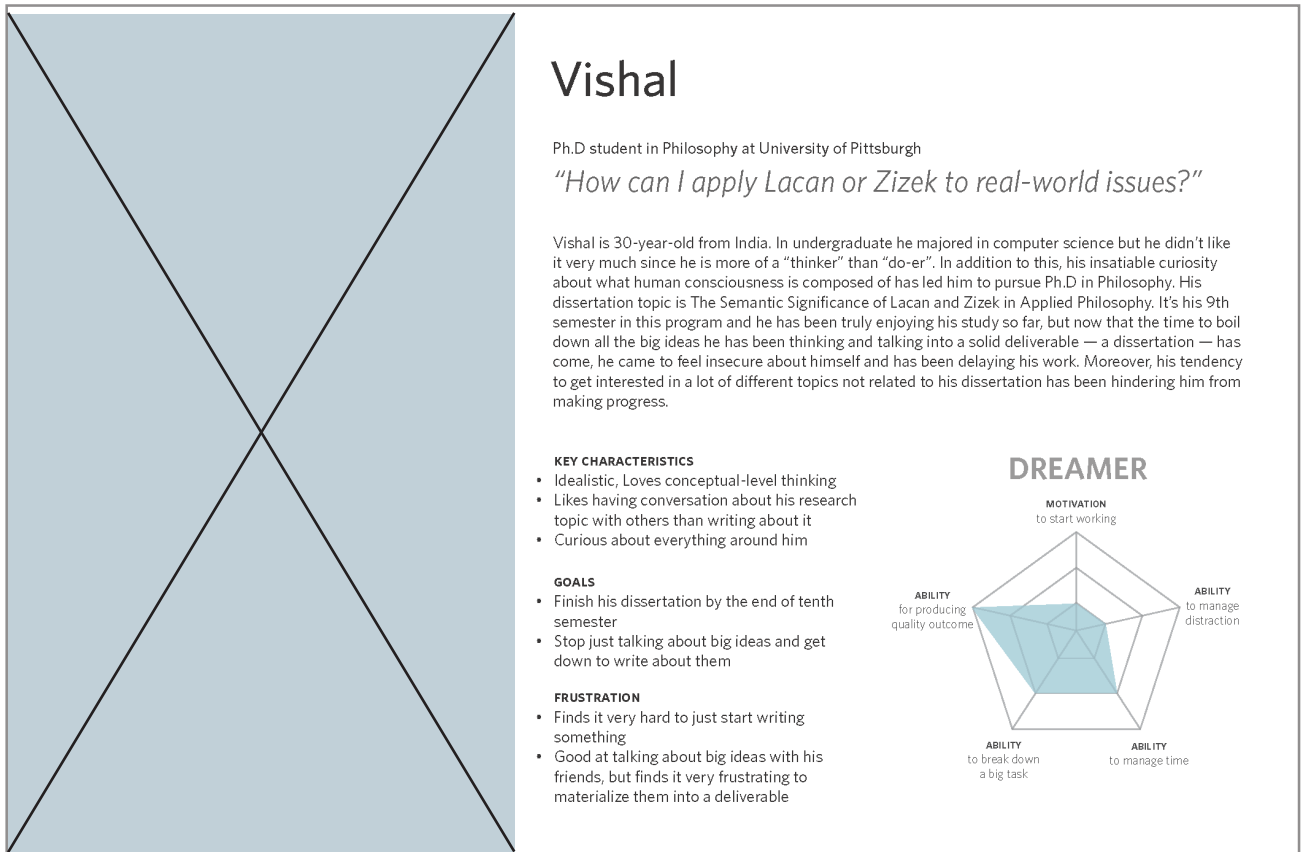 Vishal
Ph.D student in Philosophy at University of Pittsburgh
“How can I apply Lacan or Zizek to real-world issues?”
Vishal is 30-year-old from India. In undergraduate he majored in computer science but he didn’t like
it very much since he is more of a “thinker” than “do-er”. In addition to this, his insatiable curiosity
about what human consciousness is composed of has led him to pursue Ph.D in Philosophy. His
dissertation topic is The Semantic Significance of Lacan and Zizek in Applied Philosophy. It’s his 9th
semester in this program and he has been truly enjoying his study so far, but now that the time to boil
down all the big ideas he has been thinking and talking into a solid deliverable — a dissertation — has
come, he came to feel insecure about himself and has been delaying his work. Moreover, his tendency
to get interested in a lot of different topics not related to his dissertation has been hindering him from
making progress.
KEY CHARACTERISTICS
• Idealistic, Loves conceptual-level thinking
• Likes having conversation about his research
topic with others than writing about it
• Curious about everything around him
GOALS
• Finish his dissertation by the end of tenth
semester
• Stop just talking about big ideas and get
down to write about them
FRUSTRATION
• Finds it very hard to just start writing
something
• Good at talking about big ideas with his
friends, but finds it very frustrating to
materialize them into a deliverable
DREAMER
MOTIVATION
to start working
ABILITY
for producing
quality outcome
ABILITY
to manage
distraction
ABILITY
to break down
a big task
ABILITY
to manage time